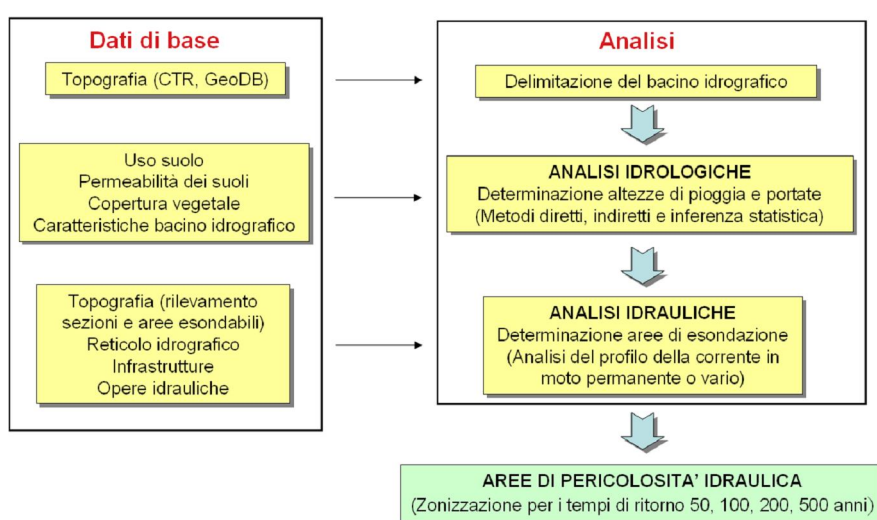 Dati di base
Topografia (CTR, GeoDB)
Uso suolo
Permeabilità dei suoli
Copertura vegetale
Caratteristiche bacino idrografico
Topografia (rilevamento
sezioni e aree esondabili)
Reticolo idrografico
Infrastrutture
Opere idrauliche
Analisi
Delimitazione del bacino idrografico
ANALISI IDROLOGICHE
Determinazione altezze di pioggia e portate
(Metodi diretti, indiretti e inferenza statistica)
ANALISI IDRAULICHE
Determinazione aree di esondazione
(Analisi del profilo della corrente in
moto permanente o vario)
AREE DI PERICOLOSITA’ IDRAULICA
(Zonizzazione per i tempi di ritorno 50, 100, 200, 500 anni)